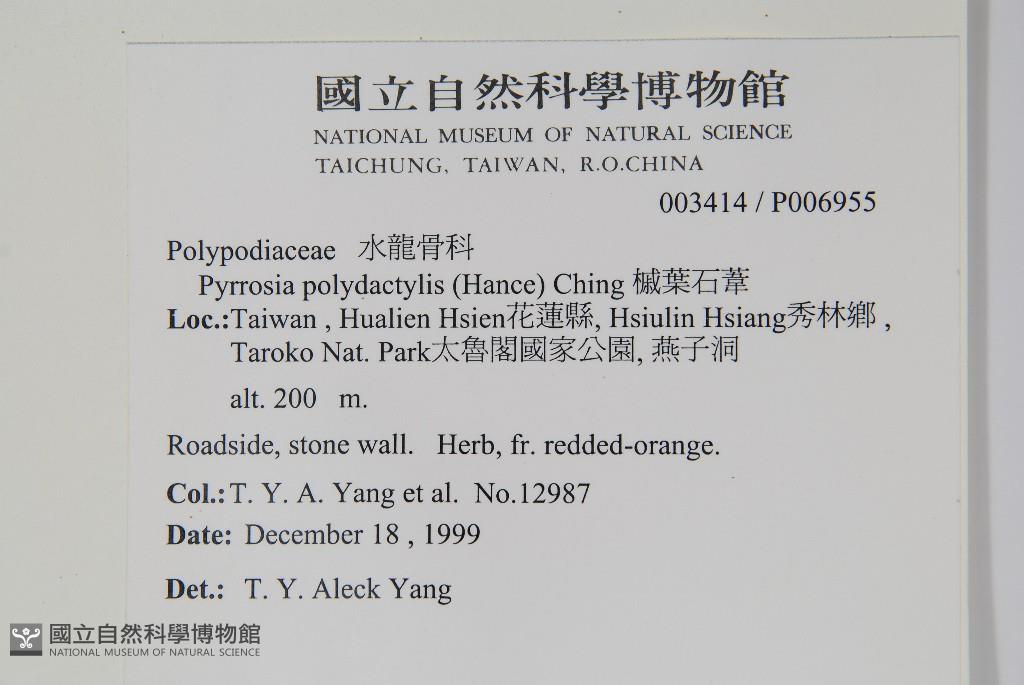 國立自然科學博物館
NATIONAL MUSEUM OF NATURAL SCIENCE
TAICHUNG, TAIWAN, R.O.CHINA
003414 / P006955
Polypodiaceae 水龍骨科
Pyrrosia polydactylis (Hance) Ching 槭葉石葦
Loc.:Taiwan , Hualien Hsien花蓮縣, Hsiulin Hsiang秀林鄉 ,
Taroko Nat. Park太魯閣國家公園, 燕子洞
alt. 200 m.
Roadside, stone wall. Herb, fr. redded-orange.
Col.: T. Y. A. Yang et al. No.12987
Date: December 18 , 1999
Det.: T. Y. Aleck Yang
國立自然科學博物館
NATIONAL MUSEUM OF NATURAL SCIENCE